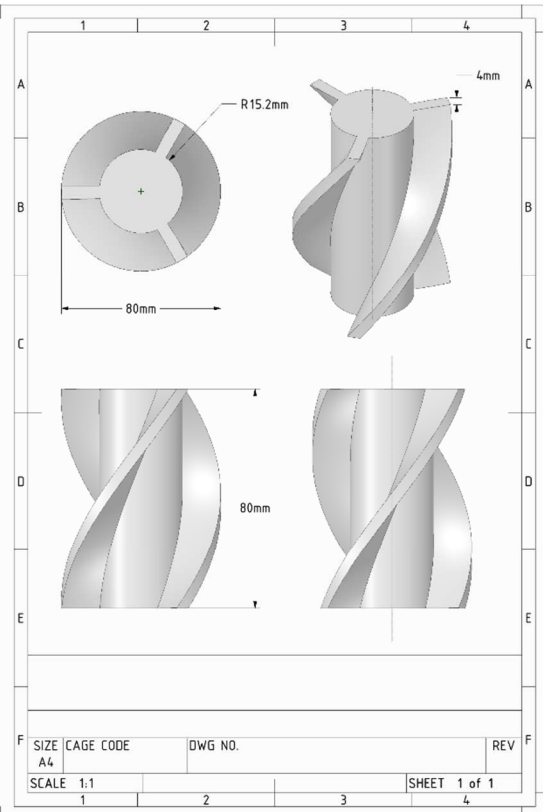 1 2 3 4
A A
4mm
R15.2mm
B B
80mm
C C
D D
80mm
E E
F F
SIZE CAGE CODE DWG NO. REV
A4
SCALE 1:1 SHEET 1 of 1
1 2 3 4